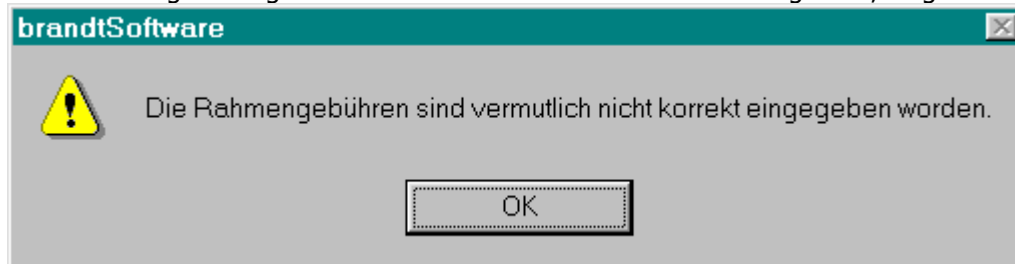 brandtSoftware
Die Rahmengebühren sind vermutlich nicht korrekt eingegeben worden.
OK